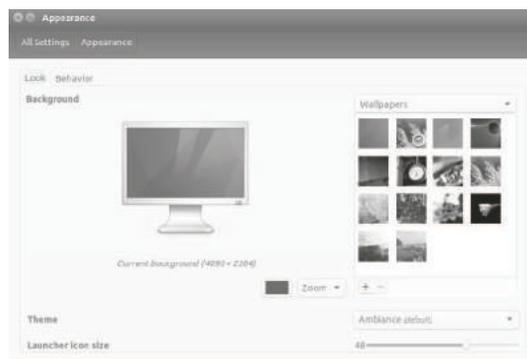 Appearance
All Settings Appearance
Look Behavior
Background
Wallpapers
Current background (4096 × 2304)
Zoom
+ −
Theme
Ambiance (default)
Launcher icon size
48